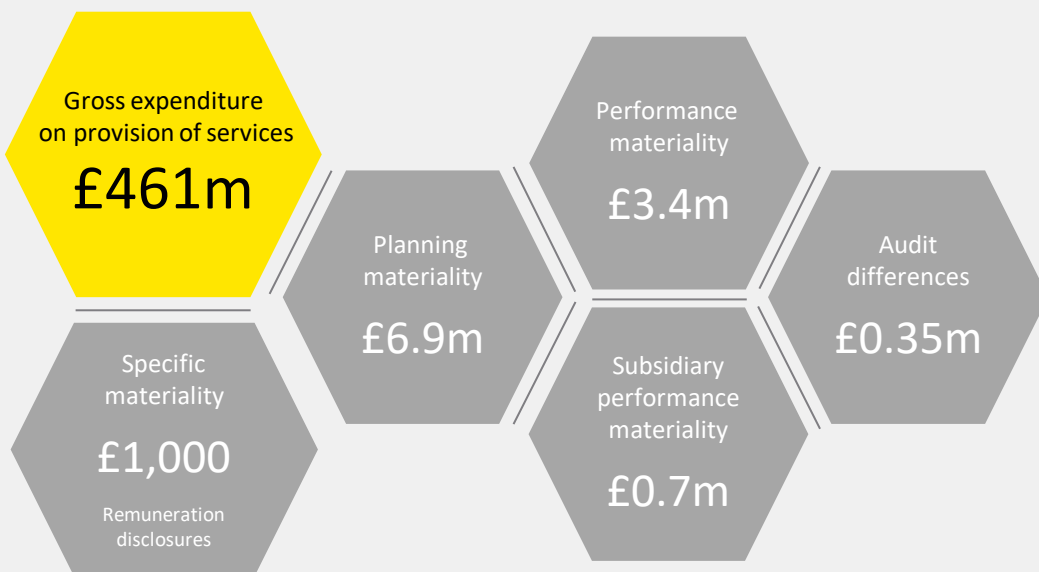 Gross expenditure
on provision of services
£461m
Specific
materiality
£1,000
Remuneration
disclosures
Planning
materiality
£6.9m
Performance
materiality
£3.4m
Subsidiary
performance
materiality
£0.7m
Audit
differences
£0.35m